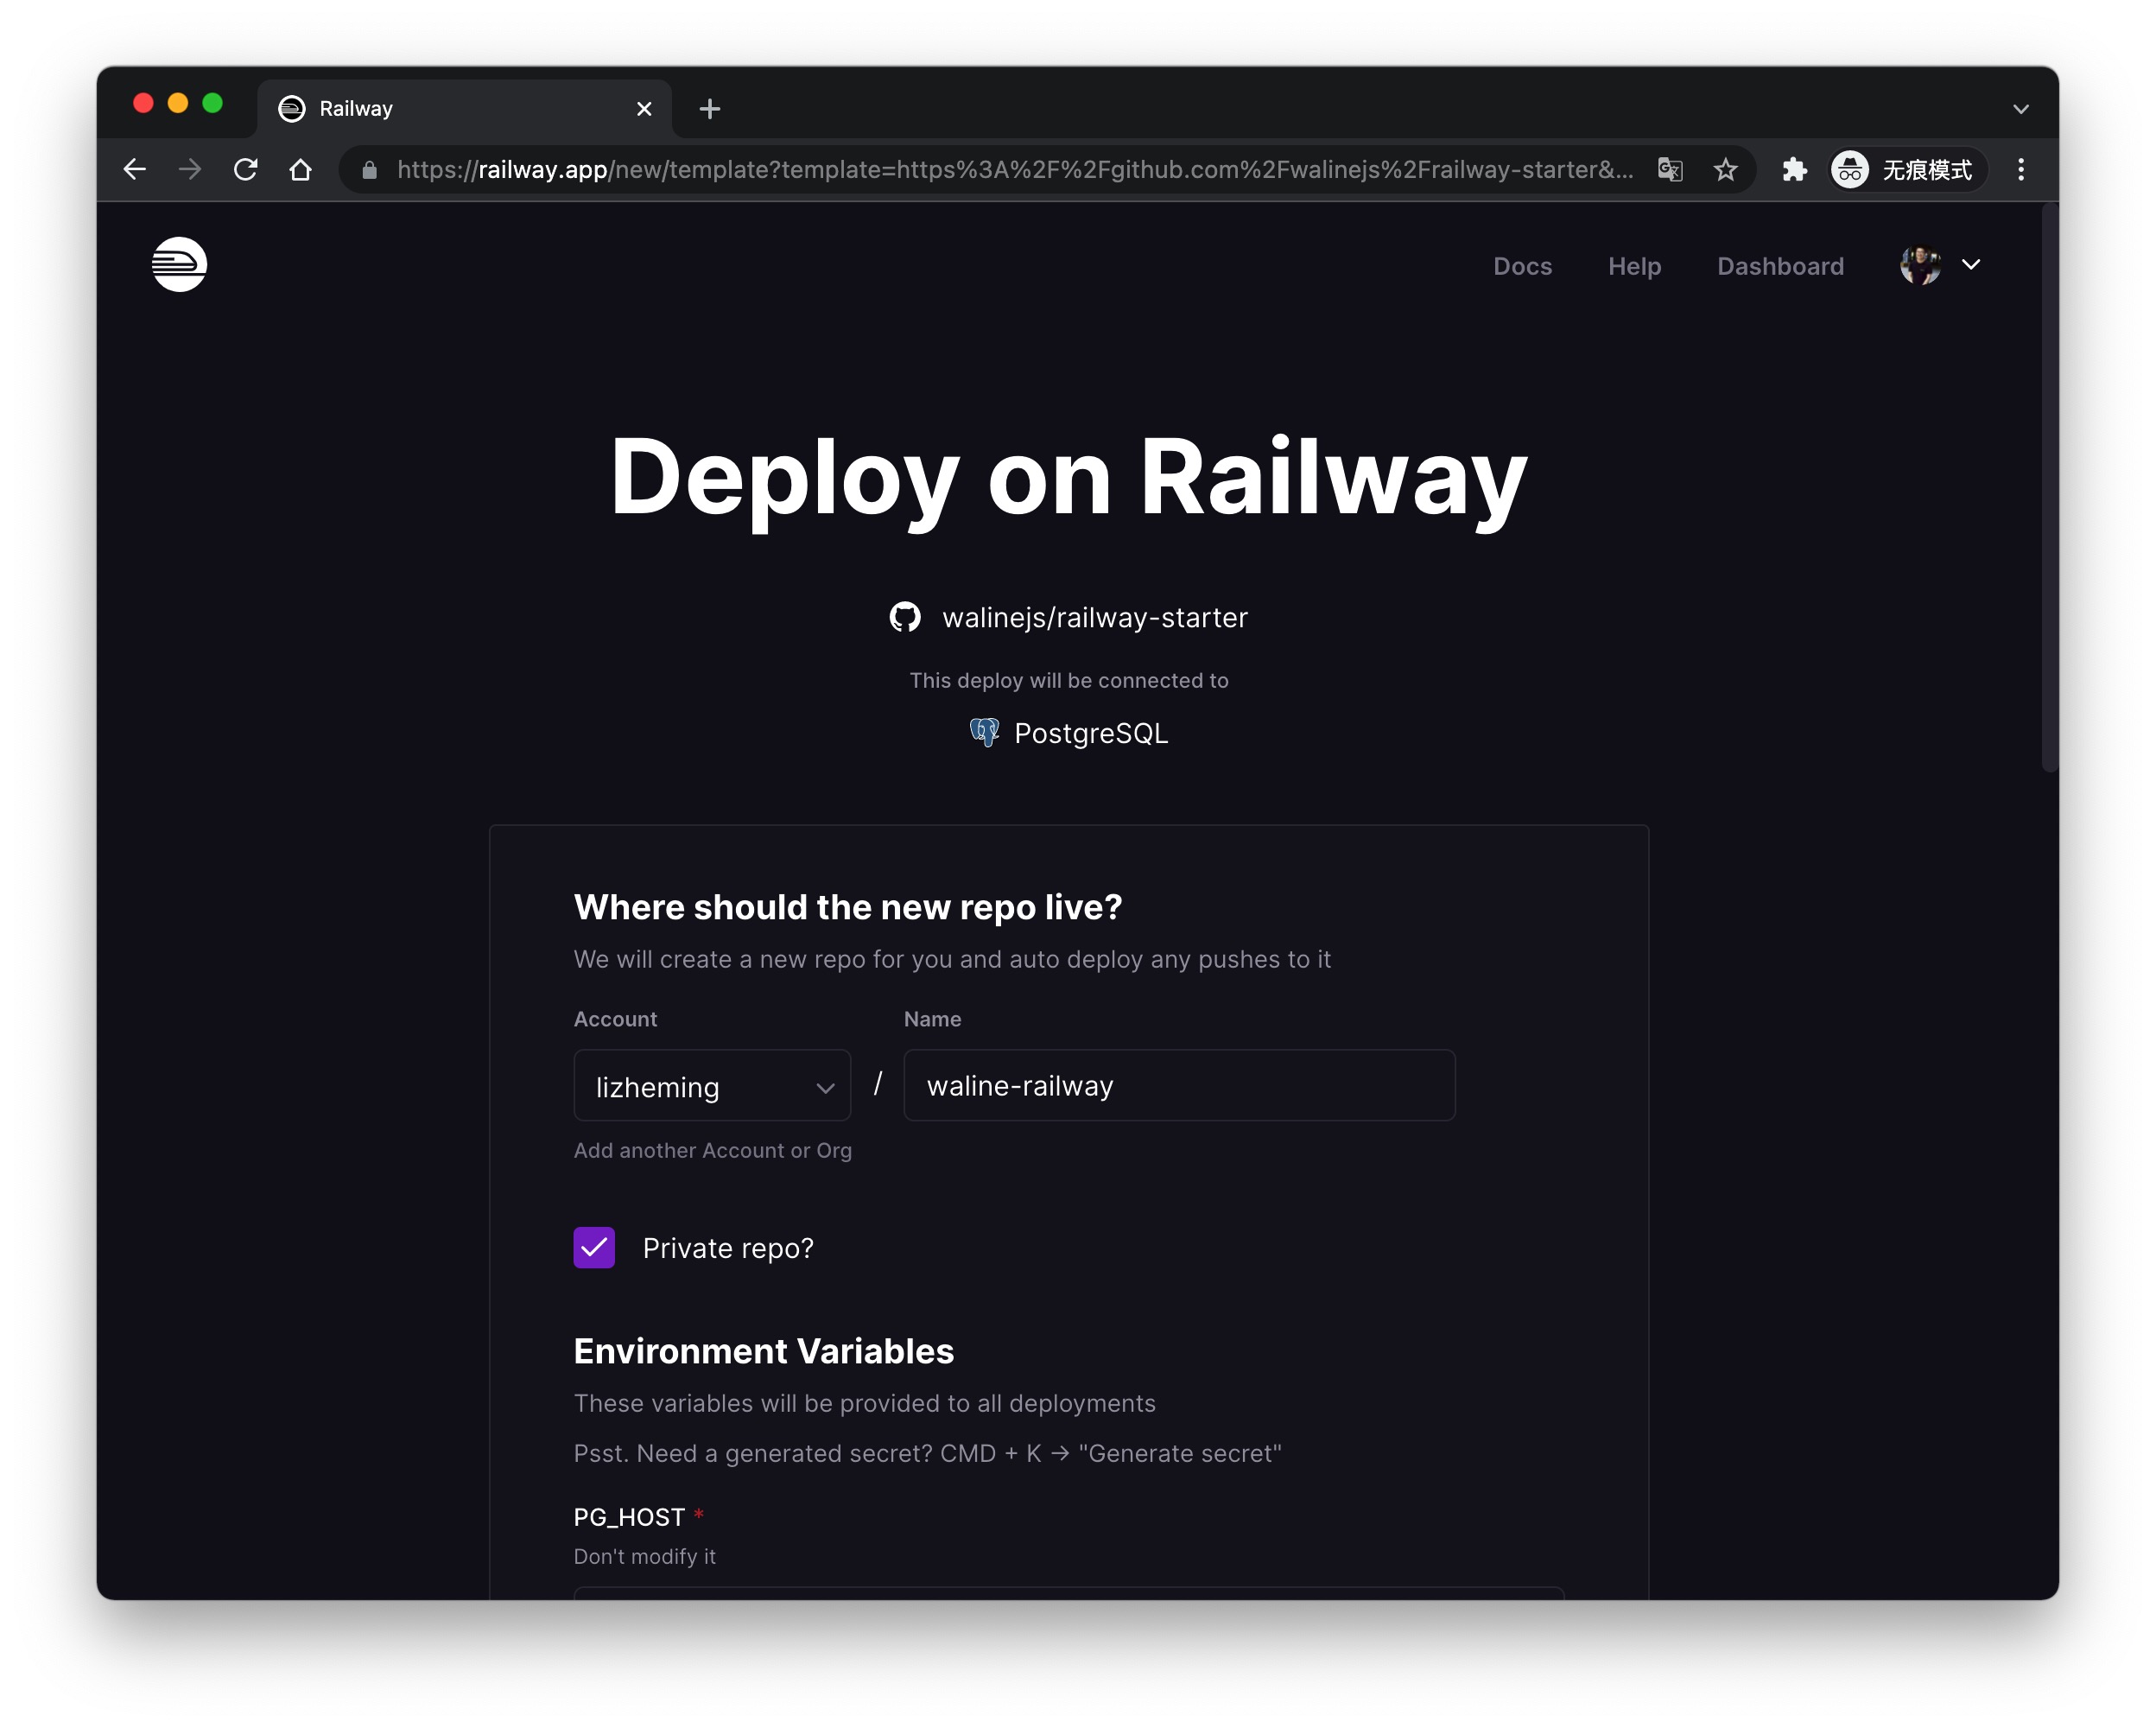 Railway
https://railway.app/new/template?template=https%3A%2F%2Fgithub.com%2Fwalinejs%2Frailway-starter&...
无痕模式
Docs Help Dashboard
Deploy on Railway
walinejs/railway-starter
This deploy will be connected to
PostgreSQL
Where should the new repo live?
We will create a new repo for you and auto deploy any pushes to it
Account Name
lizheming / waline-railway
Add another Account or Org
Private repo?
Environment Variables
These variables will be provided to all deployments
Psst. Need a generated secret? CMD + K → "Generate secret"
PG_HOST *
Don't modify it